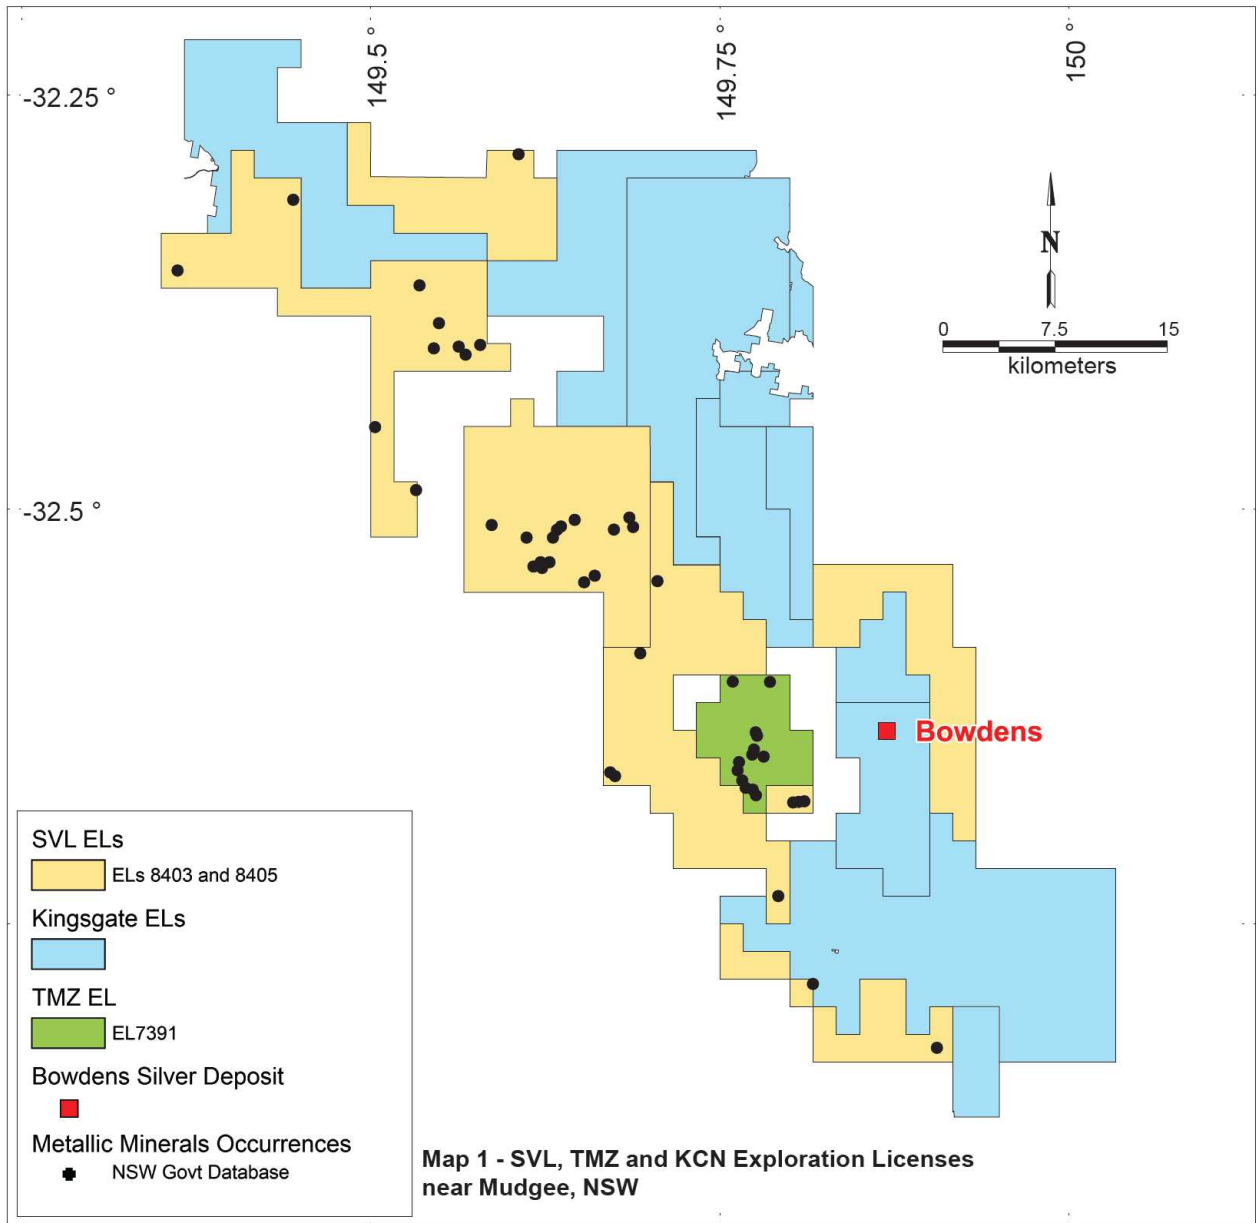 149.5 °
149.75 °
150 °
-32.25 °
N
0 7.5 15
kilometers
-32.5 °
Bowdens
SVL ELs
ELs 8403 and 8405
Kingsgate ELs
TMZ EL
EL7391
Bowdens Silver Deposit
Metallic Minerals Occurrences
NSW Govt Database
Map 1 - SVL, TMZ and KCN Exploration Licenses
near Mudgee, NSW